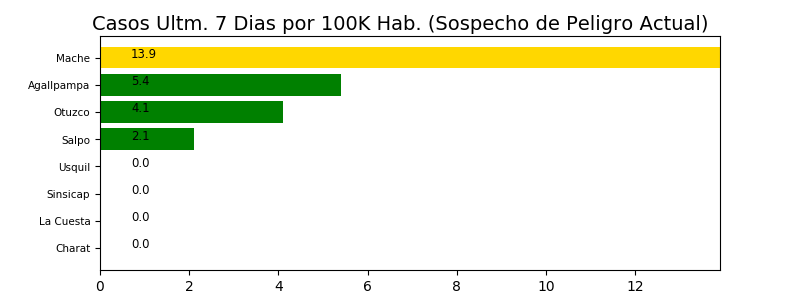 Casos Ultm. 7 Dias por 100K Hab. (Sospecho de Peligro Actual)
Mache 13.9
Agallpampa 5.4
Otuzco 4.1
Salpo 2.1
Usquil 0.0
Sinsicap 0.0
La Cuesta 0.0
Charat 0.0
0 2 4 6 8 10 12